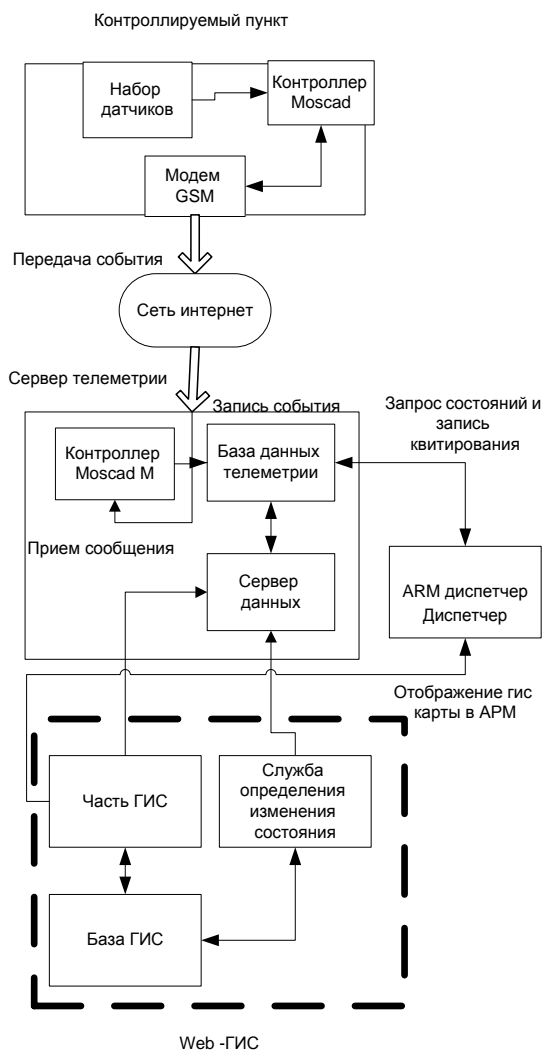 Контроллируемый пункт
Набор
датчиков
Контроллер
Moscad
Модем
GSM
Передача события
Сеть интернет
Сервер телеметрии
Запись события
Запрос состояний и
запись
квитирования
Контроллер
Moscad M
База данных
телеметрии
Прием сообщения
Сервер
данных
ARM диспетчер
Диспетчер
Отображение гис
карты в АРМ
Часть ГИС
Служба
определения
изменения
состояния
База ГИС
Web -ГИС